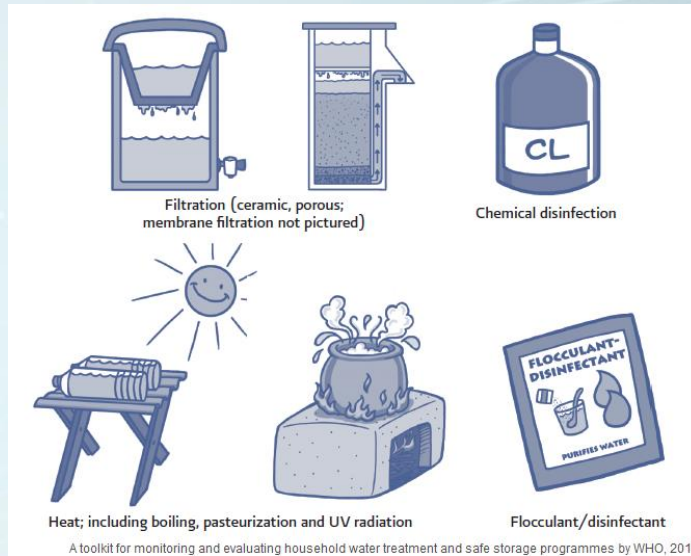 Filtration (ceramic, porous;
membrane filtration not pictured)
CL
Chemical disinfection
Heat; including boiling, pasteurization and UV radiation
FLOCCULANT-
DISINFECTANT
PURIFIES WATER
Flocculant/disinfectant
A toolkit for monitoring and evaluating household water treatment and safe storage programmes by WHO, 201